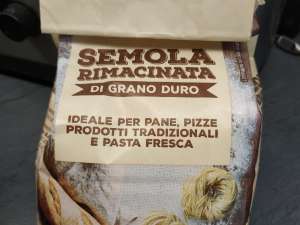 SEMOLA
RIMACINATA
DI GRANO DURO
IDEALE PER PANE, PIZZE
PRODOTTI TRADIZIONALI
E PASTA FRESCA